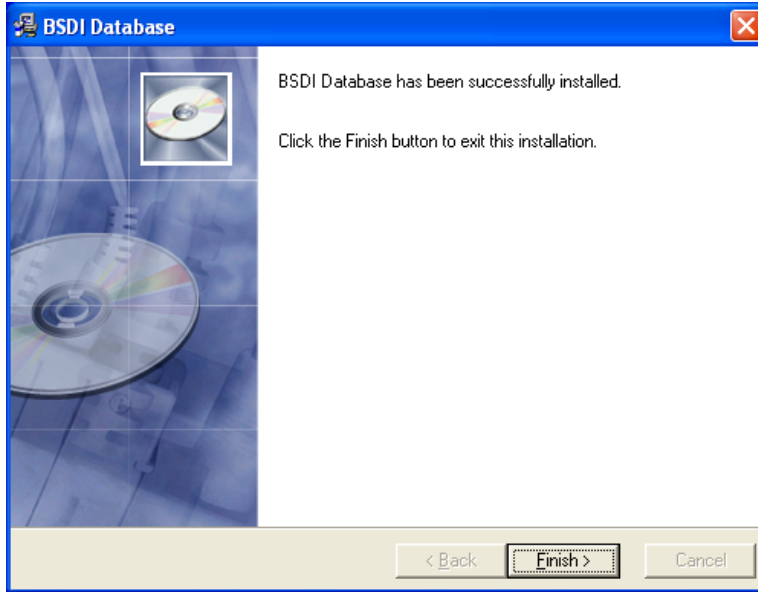 BSDI Database
BSDI Database has been successfully installed.
Click the Finish button to exit this installation.
< Back
Finish >
Cancel